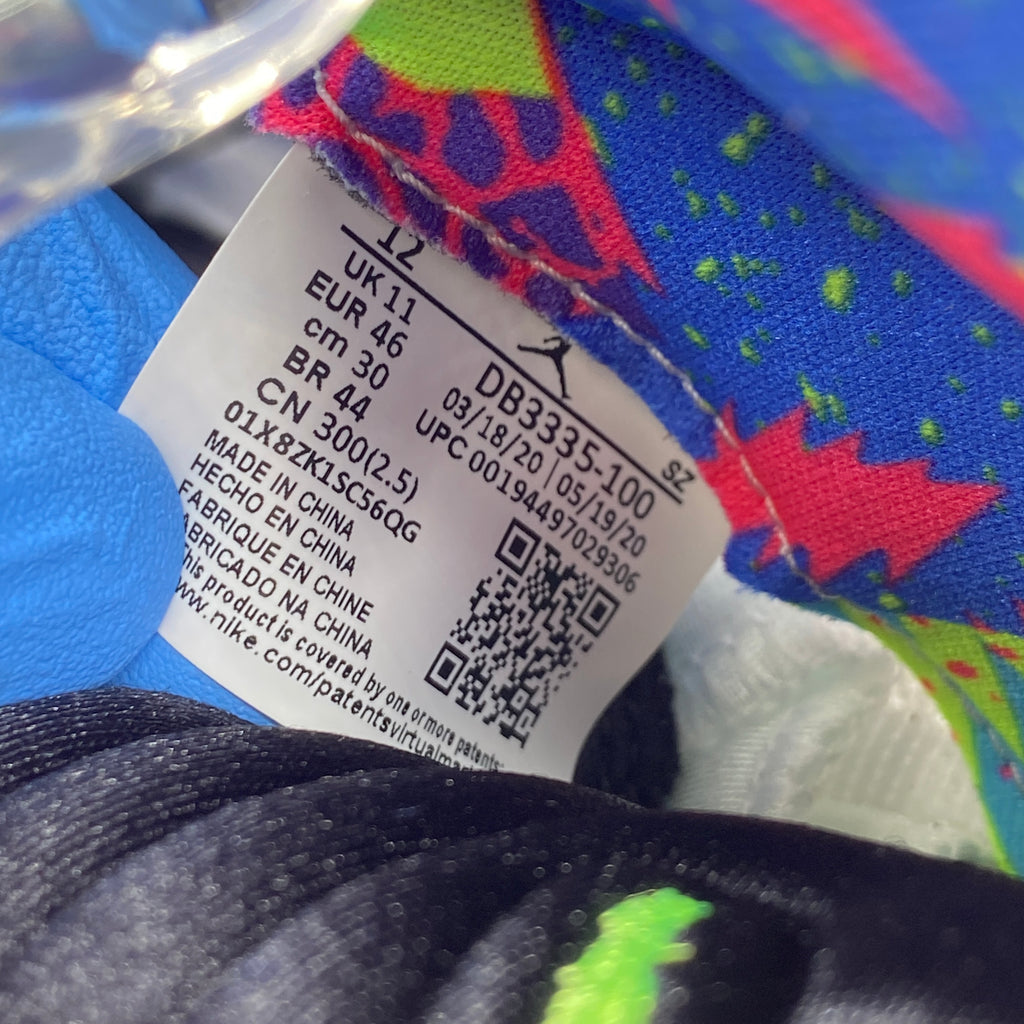 12
UK 11
EUR 46
cm 30
BR 44
CN 300(2.5)
01X8ZK1SC56QG
MADE IN CHINA
HECHO EN CHINA
FABRIQUE EN CHINE
FABRICADO NA CHINA
This product is covered by one or more patents:
www.nike.com/patentsvirtualmar
DB3335-100
SZ
03/18/20 | 05/19/20
UPC 00194497029306